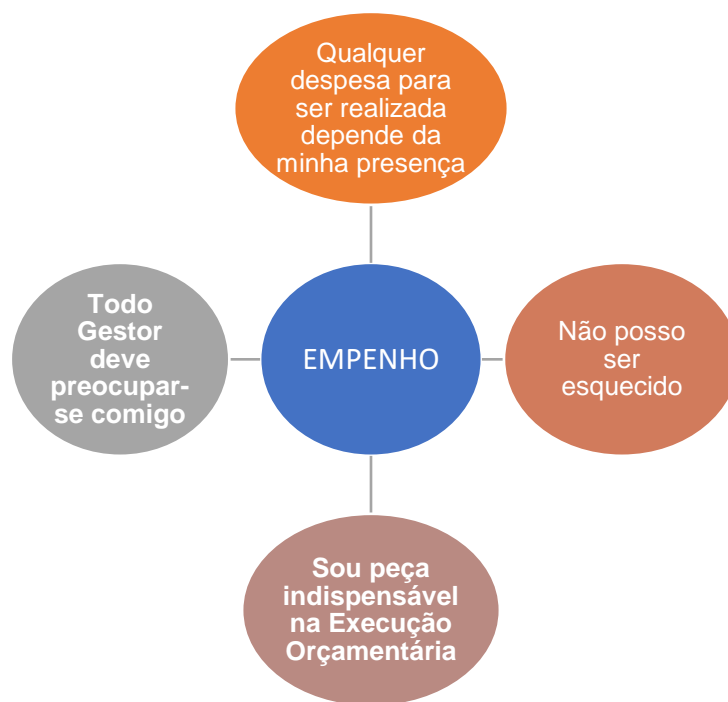 Qualquer
despesa para
ser realizada
depende da
minha presença
Todo
Gestor
deve
preocupar-
se comigo
EMPENHO
Não posso
ser
esquecido
Sou peça
indispensável
na Execução
Orçamentária